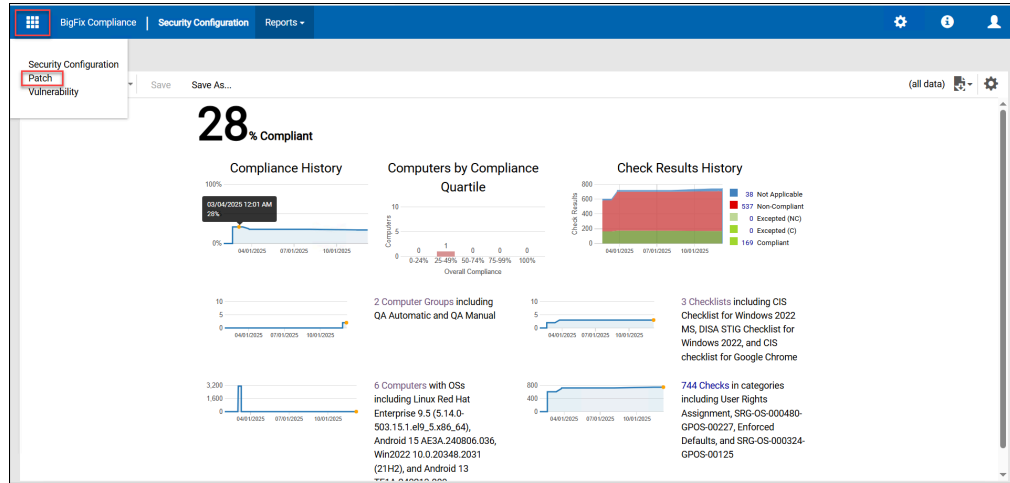 BigFix Compliance | Security Configuration Reports
Security Configuration
Patch
Vulnerability
Save Save As...
(all data)
28 % Compliant
Compliance History
100%
0%
03/04/2025 12:01 AM
28%
04/01/2025 07/01/2025 10/01/2025
Computers by Compliance
Quartile
Computers
10
5
0
0 1 0 0 0
0-24% 25-49% 50-74% 75-99% 100%
Overall Compliance
Check Results History
Check Results
800
600
400
200
0
04/01/2025 07/01/2025 10/01/2025
38 Not Applicable
537 Non-Compliant
0 Excepted (NC)
0 Excepted (C)
169 Compliant
10
5
0
04/01/2025 07/01/2025 10/01/2025
2 Computer Groups including
QA Automatic and QA Manual
10
5
0
04/01/2025 07/01/2025 10/01/2025
3 Checklists including CIS
Checklist for Windows 2022
MS, DISA STIG Checklist for
Windows 2022, and CIS
checklist for Google Chrome
3,200
1,600
0
04/01/2025 07/01/2025 10/01/2025
6 Computers with OSs
including Linux Red Hat
Enterprise 9.5 (5.14.0-
503.15.1.el9_5.x86_64),
Android 15 AE3A.240806.036,
Win2022 10.0.20348.2031
(21H2), and Android 13
800
400
0
04/01/2025 07/01/2025 10/01/2025
744 Checks in categories
including User Rights
Assignment, SRG-OS-000480-
GPOS-00227, Enforced
Defaults, and SRG-OS-000324-
GPOS-00125